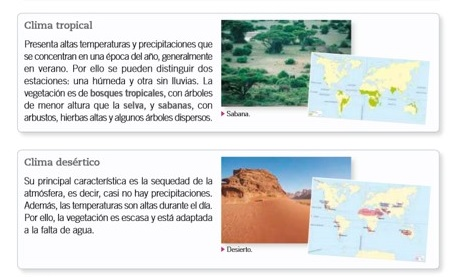 Clima tropical
Presenta altas temperaturas y precipitaciones que
se concentran en una época del año, generalmente
en verano. Por ello se pueden distinguir dos
estaciones: una húmeda y otra sin lluvias. La
vegetación es de bosques tropicales, con árboles
de menor altura que la selva, y sabanas, con
arbustos, hierbas altas y algunos árboles dispersos.
Sabana.
Clima desértico
Su principal característica es la sequedad de la
atmósfera, es decir, casi no hay precipitaciones.
Además, las temperaturas son altas durante el día.
Por ello, la vegetación es escasa y está adaptada
a la falta de agua.
Desierto.